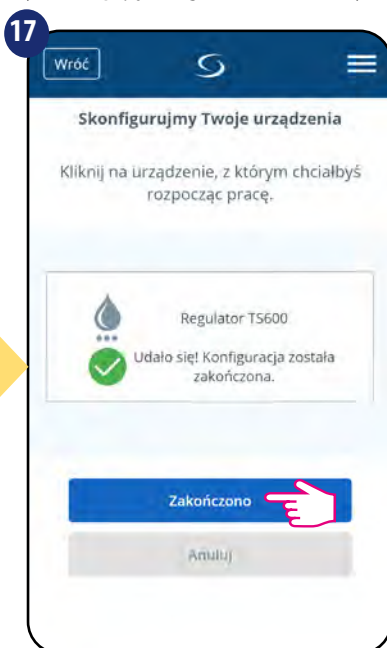 17
Wróć
Skonfigurujmy Twoje urządzenia
Kliknij na urządzenie, z którym chciałbyś
rozpocząc pracę.
Regulator TS600
Udało się! Konfiguracja została
zakończona.
Zakończono
Anuluj